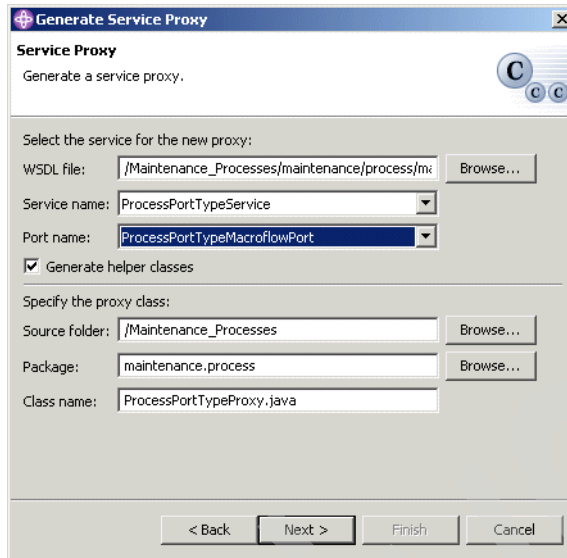 Generate Service Proxy
Service Proxy
Generate a service proxy.
C
C C
Select the service for the new proxy:
WSDL file: /Maintenance_Processes/maintenance/process/ Browse...
Service name: ProcessPortTypeService
Port name: ProcessPortTypeMacroflowPort
Generate helper classes
Specify the proxy class:
Source folder: /Maintenance_Processes Browse...
Package: maintenance.process Browse...
Class name: ProcessPortTypeProxy.java
< Back Next > Finish Cancel